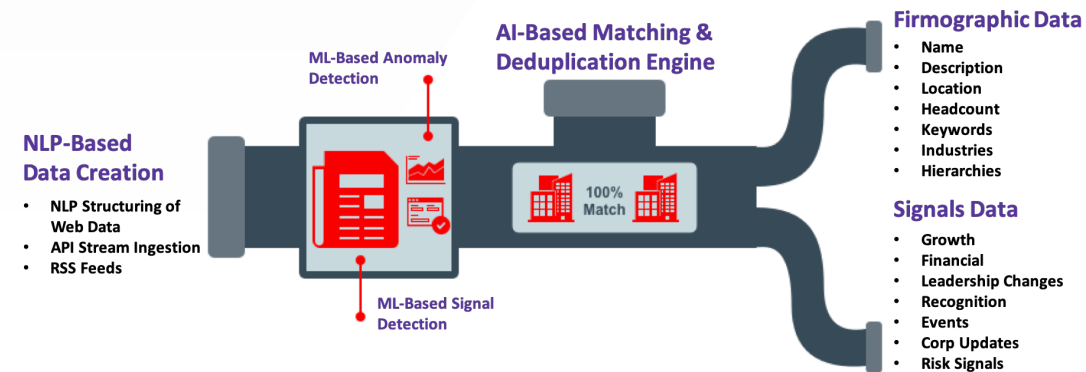 NLP-Based
Data Creation
• NLP Structuring of
Web Data
• API Stream Ingestion
• RSS Feeds
ML-Based Anomaly
Detection
ML-Based Signal
Detection
AI-Based Matching &
Deduplication Engine
100%
Match
Firmographic Data
• Name
• Description
• Location
• Headcount
• Keywords
• Industries
• Hierarchies
Signals Data
• Growth
• Financial
• Leadership Changes
• Recognition
• Events
• Corp Updates
• Risk Signals